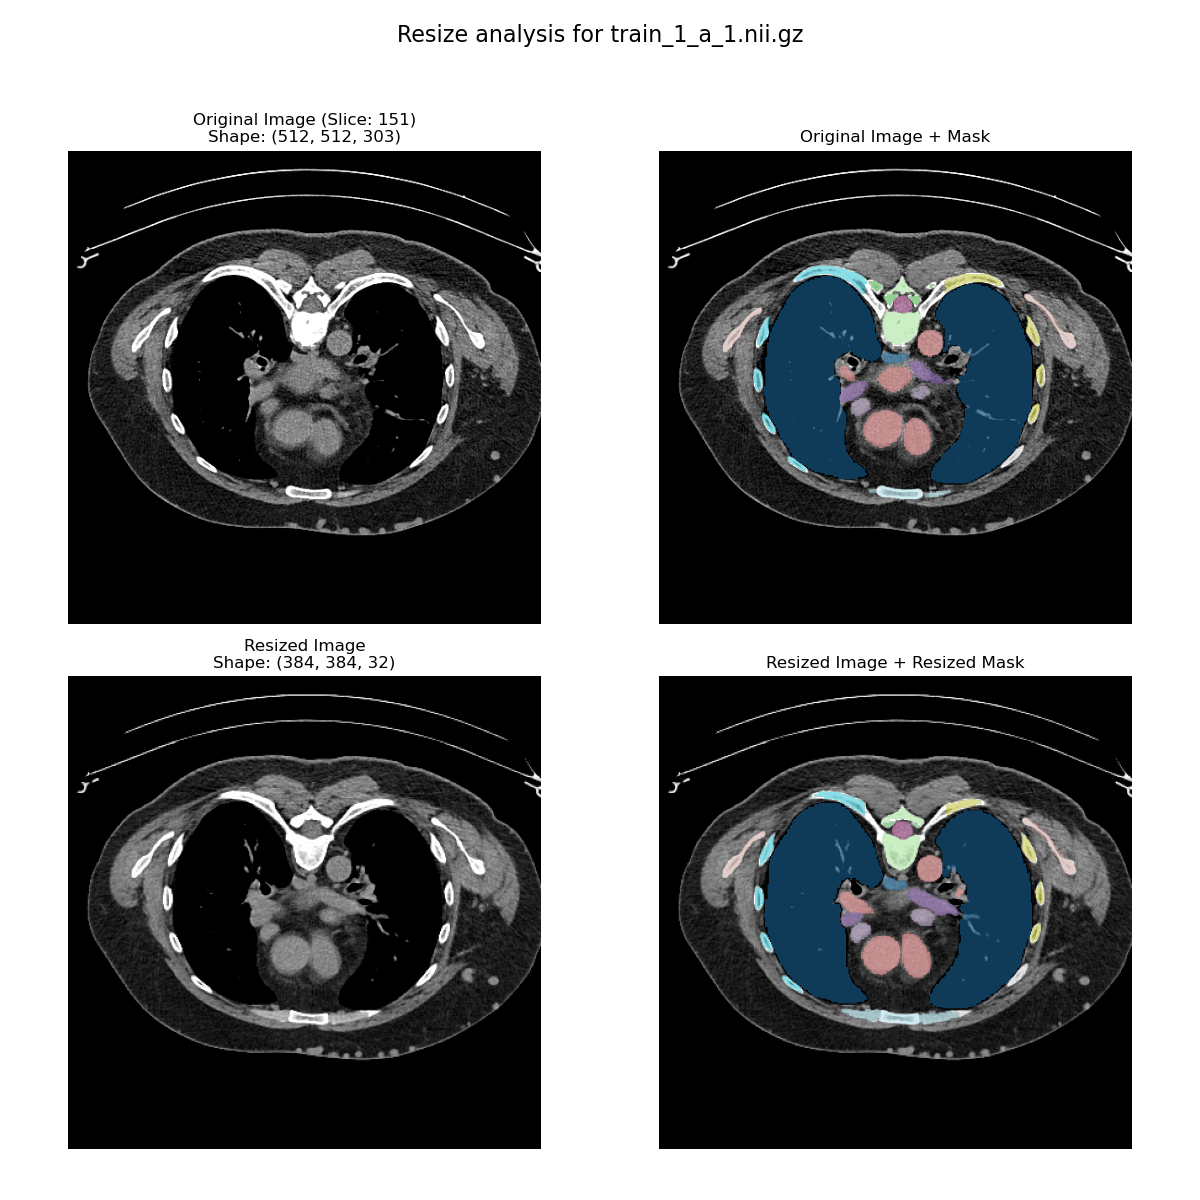 Resize analysis for train_1_a_1.nii.gz
Original Image (Slice: 151)
Shape: (512, 512, 303)
Original Image + Mask
Resized Image
Shape: (384, 384, 32)
Resized Image + Resized Mask